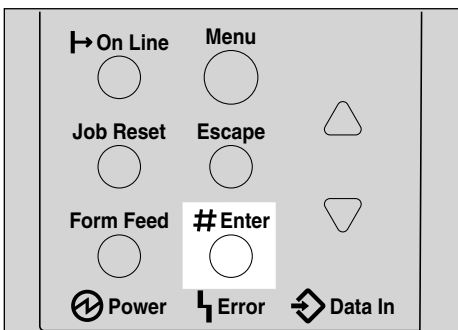 On Line Menu
Job Reset Escape
Form Feed # Enter
Power Error Data In